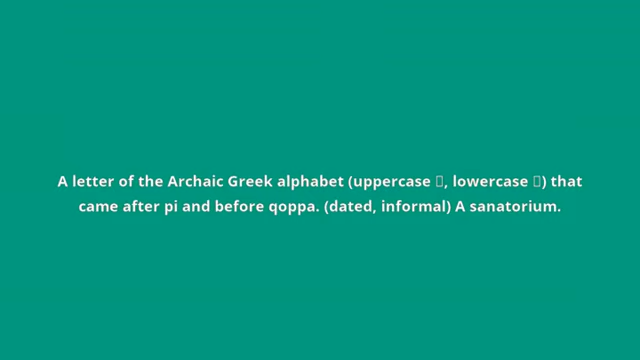 A letter of the Archaic Greek alphabet (uppercase ▯, lowercase ▯) that
came after pi and before qoppa. (dated, informal) A sanatorium.